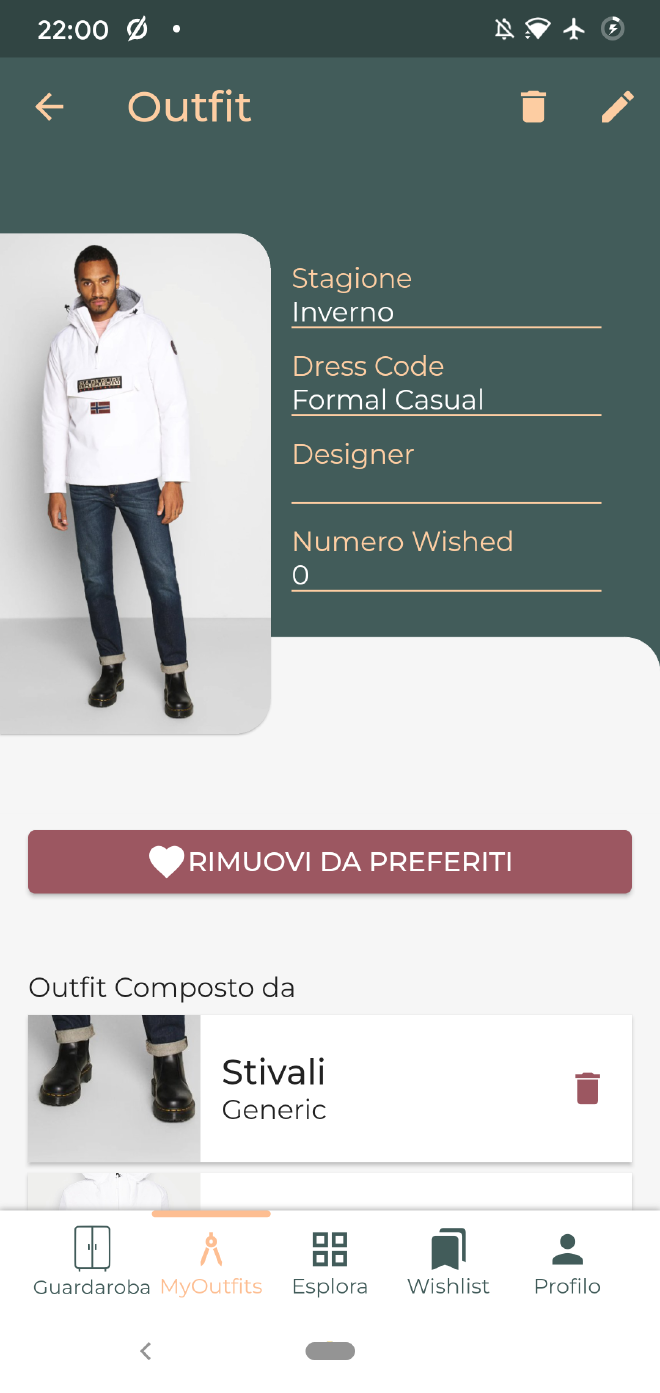 22:00
Outfit
Stagione
Inverno
Dress Code
Formal Casual
Designer
Numero Wished
0
RIMUOVI DA PREFERITI
Outfit Composto da
Stivali
Generic
Guardaroba
MyOutfits
Esplora
Wishlist
Profilo